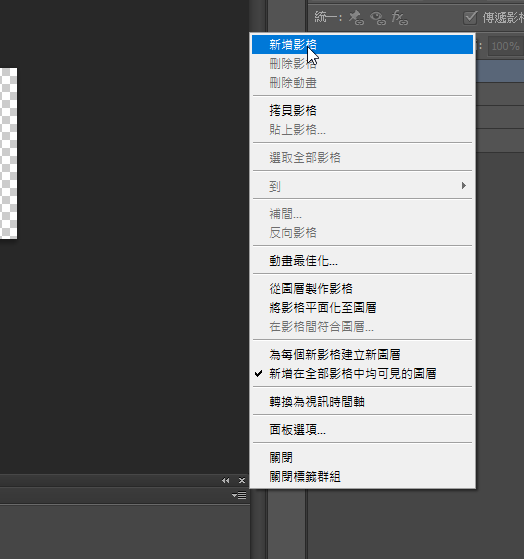 統一:
傳遞影格
100%
新增影格
刪除影格
刪除動畫
拷貝影格
貼上影格...
選取全部影格
到
補間...
反向影格
動畫最佳化...
從圖層製作影格
將影格平面化至圖層
在影格間符合圖層...
為每個新影格建立新圖層
新增在全部影格中均可見的圖層
轉換為視訊時間軸
面板選項...
關閉
關閉標籤群組